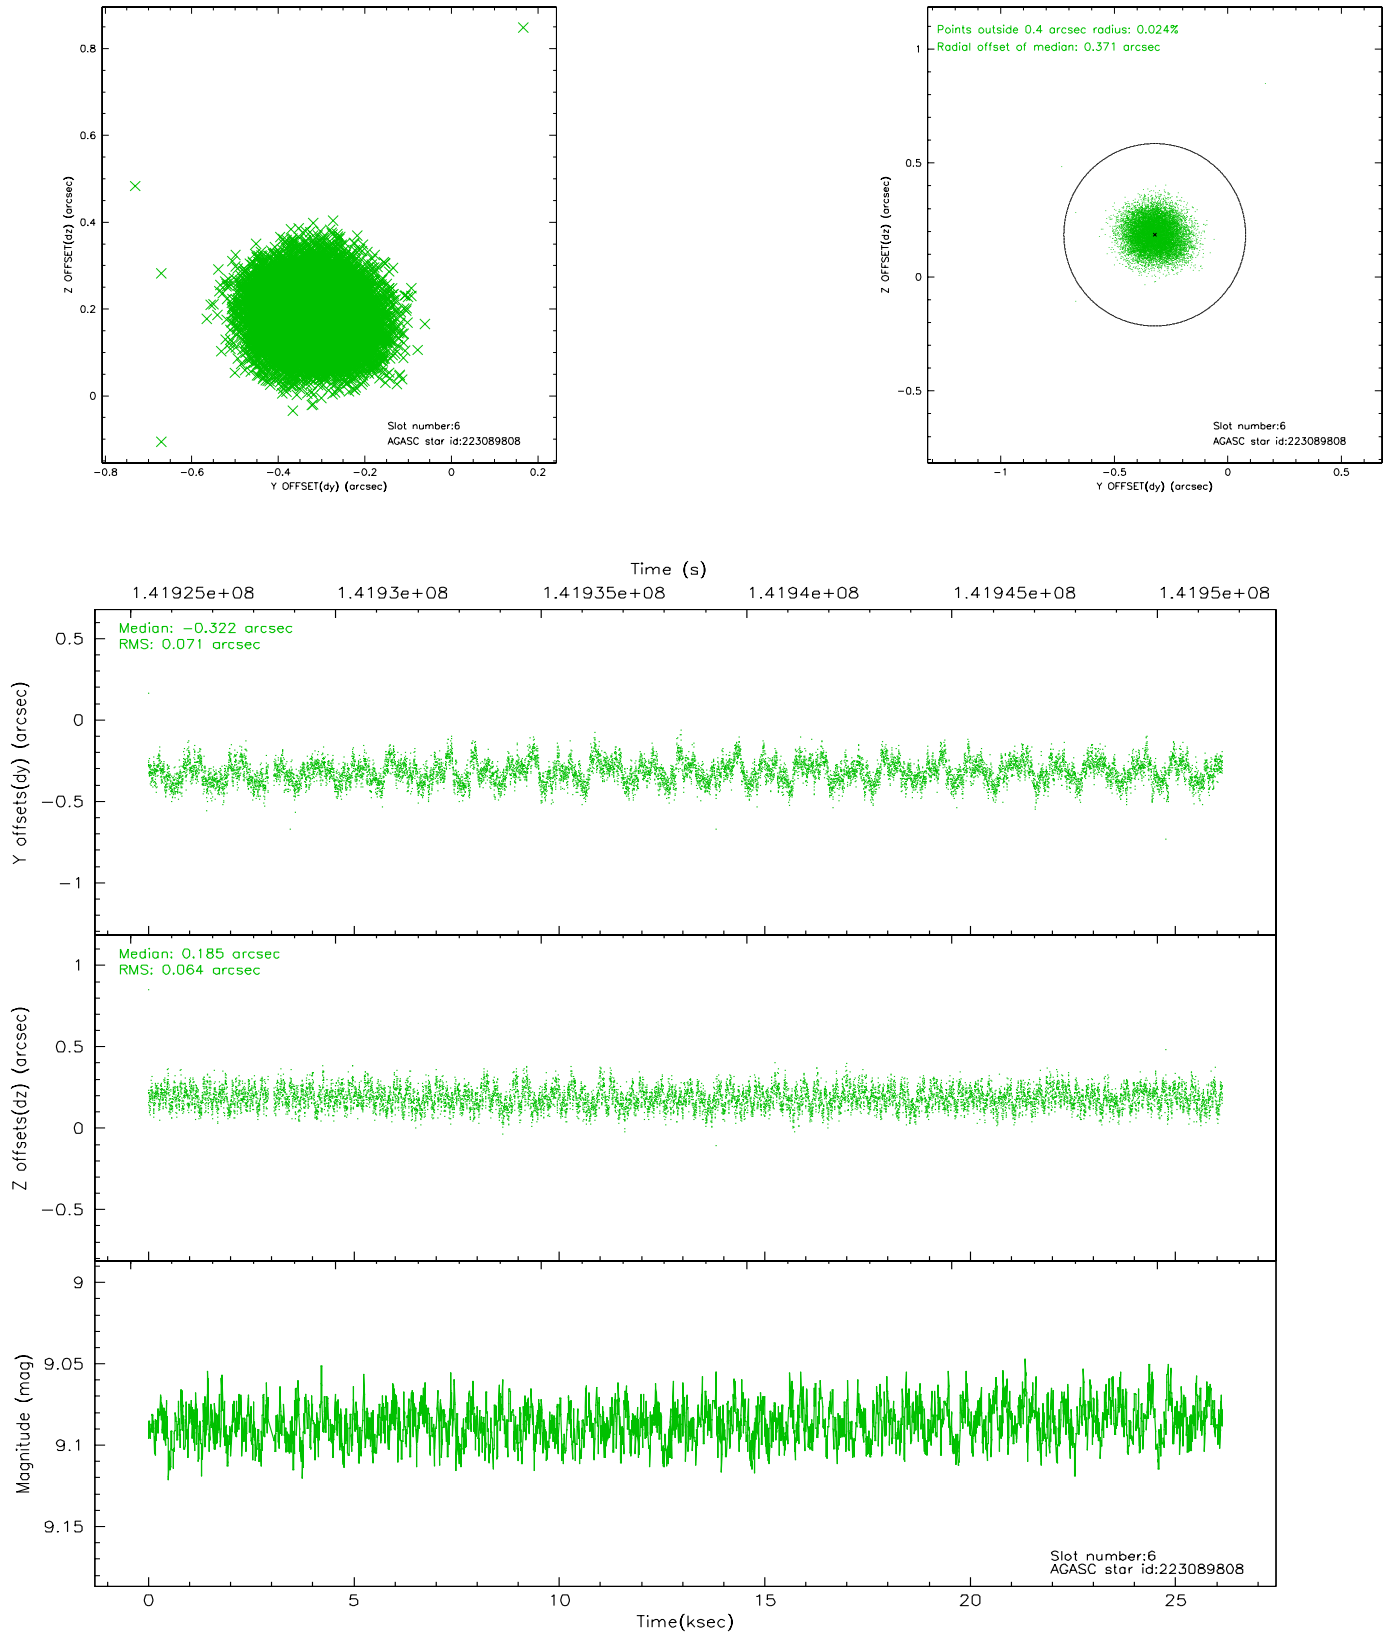 0.8
0.6
0.4
0.2
0
Z OFFSET(dz) (arcsec)
Slot number:6
AGASC star id:223089808
−0.8 −0.6 −0.4 −0.2 0 0.2
Y OFFSET(dy) (arcsec)
Points outside 0.4 arcsec radius: 0.024%
Radial offset of median: 0.371 arcsec
1
0.5
0
−0.5
Z OFFSET(dz) (arcsec)
Slot number:6
AGASC star id:223089808
−1 −0.5 0 0.5
Y OFFSET(dy) (arcsec)
Time (s)
1.41925e+08 1.4193e+08 1.41935e+08 1.4194e+08 1.41945e+08 1.4195e+08
Median: −0.322 arcsec
RMS: 0.071 arcsec
0.5
0
−0.5
−1
Y offsets(dy) (arcsec)
Median: 0.185 arcsec
RMS: 0.064 arcsec
1
0.5
0
−0.5
Z offsets(dz) (arcsec)
9
9.05
9.1
9.15
Magnitude (mag)
Slot number:6
AGASC star id:223089808
0 5 10 15 20 25
Time(ksec)